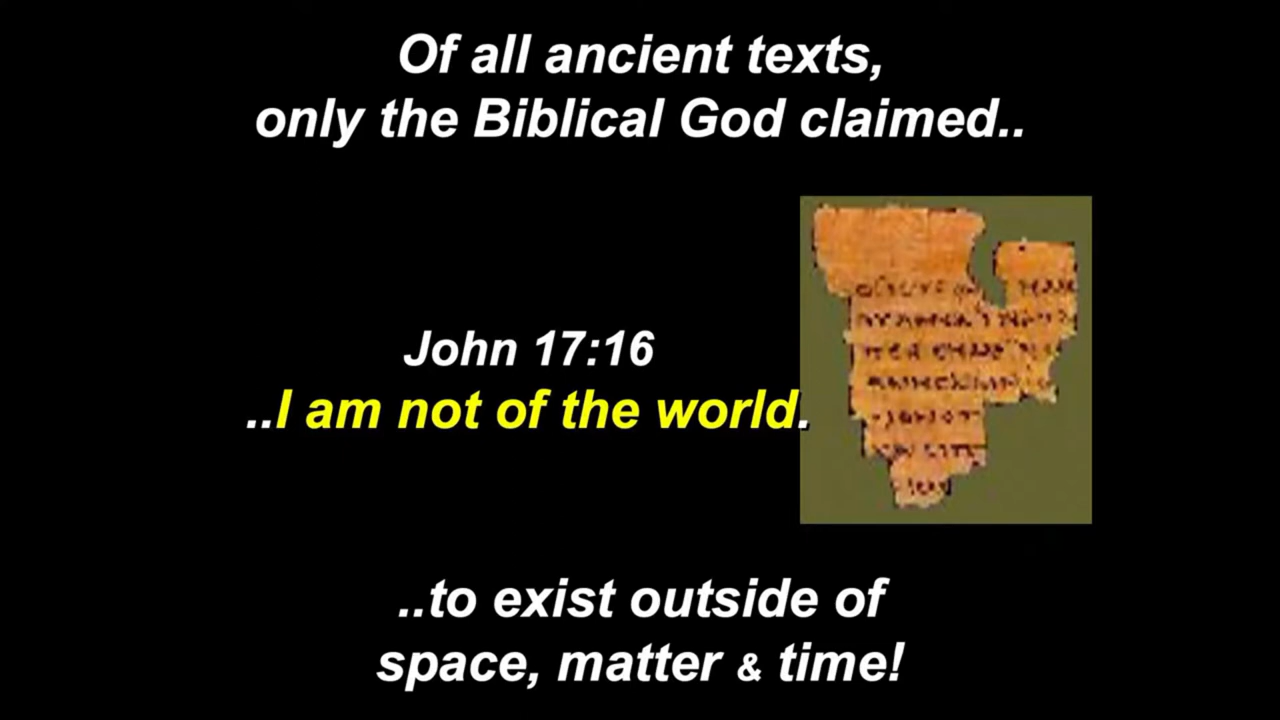 Of all ancient texts,
only the Biblical God claimed..
John 17:16
..I am not of the world.
..to exist outside of
space, matter & time!